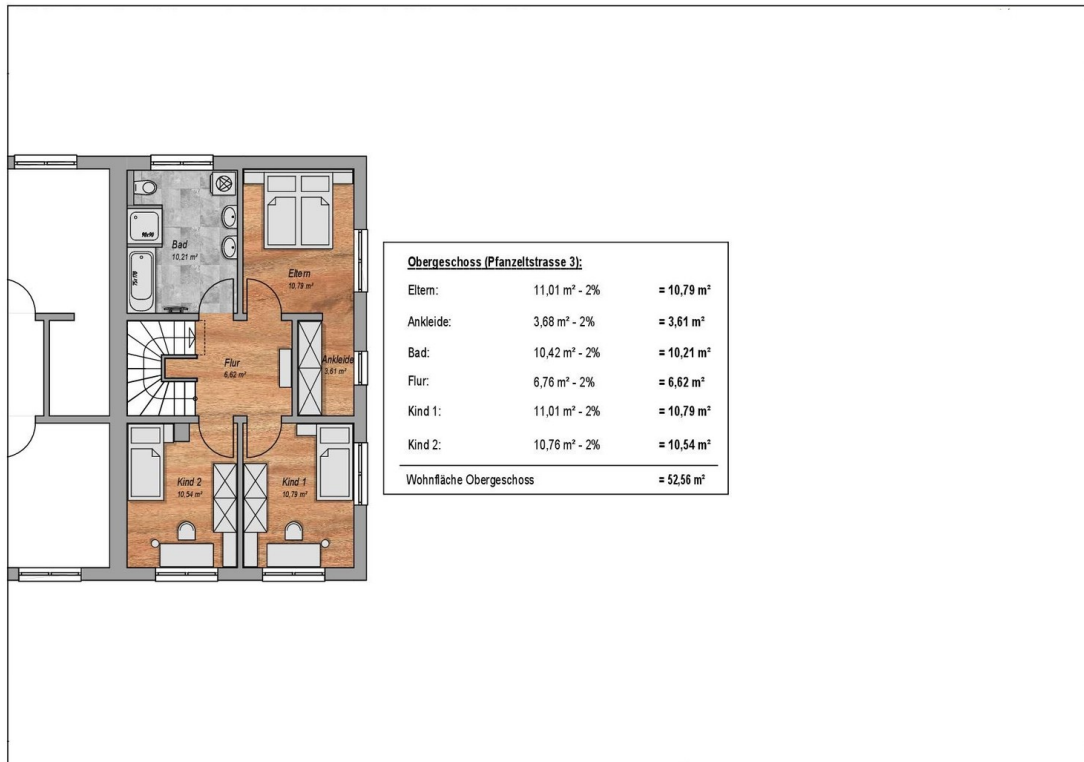 Bad
10,21 m²
90x90
75x170
Eltern
10,79 m²
Flur
6,62 m²
Ankleide
3,61 m²
Kind 2
10,54 m²
Kind 1
10,79 m²
Obergeschoss (Pfanzeltstrasse 3):
Eltern: 11,01 m² - 2% = 10,79 m²
Ankleide: 3,68 m² - 2% = 3,61 m²
Bad: 10,42 m² - 2% = 10,21 m²
Flur: 6,76 m² - 2% = 6,62 m²
Kind 1: 11,01 m² - 2% = 10,79 m²
Kind 2: 10,76 m² - 2% = 10,54 m²
Wohnfläche Obergeschoss = 52,56 m²